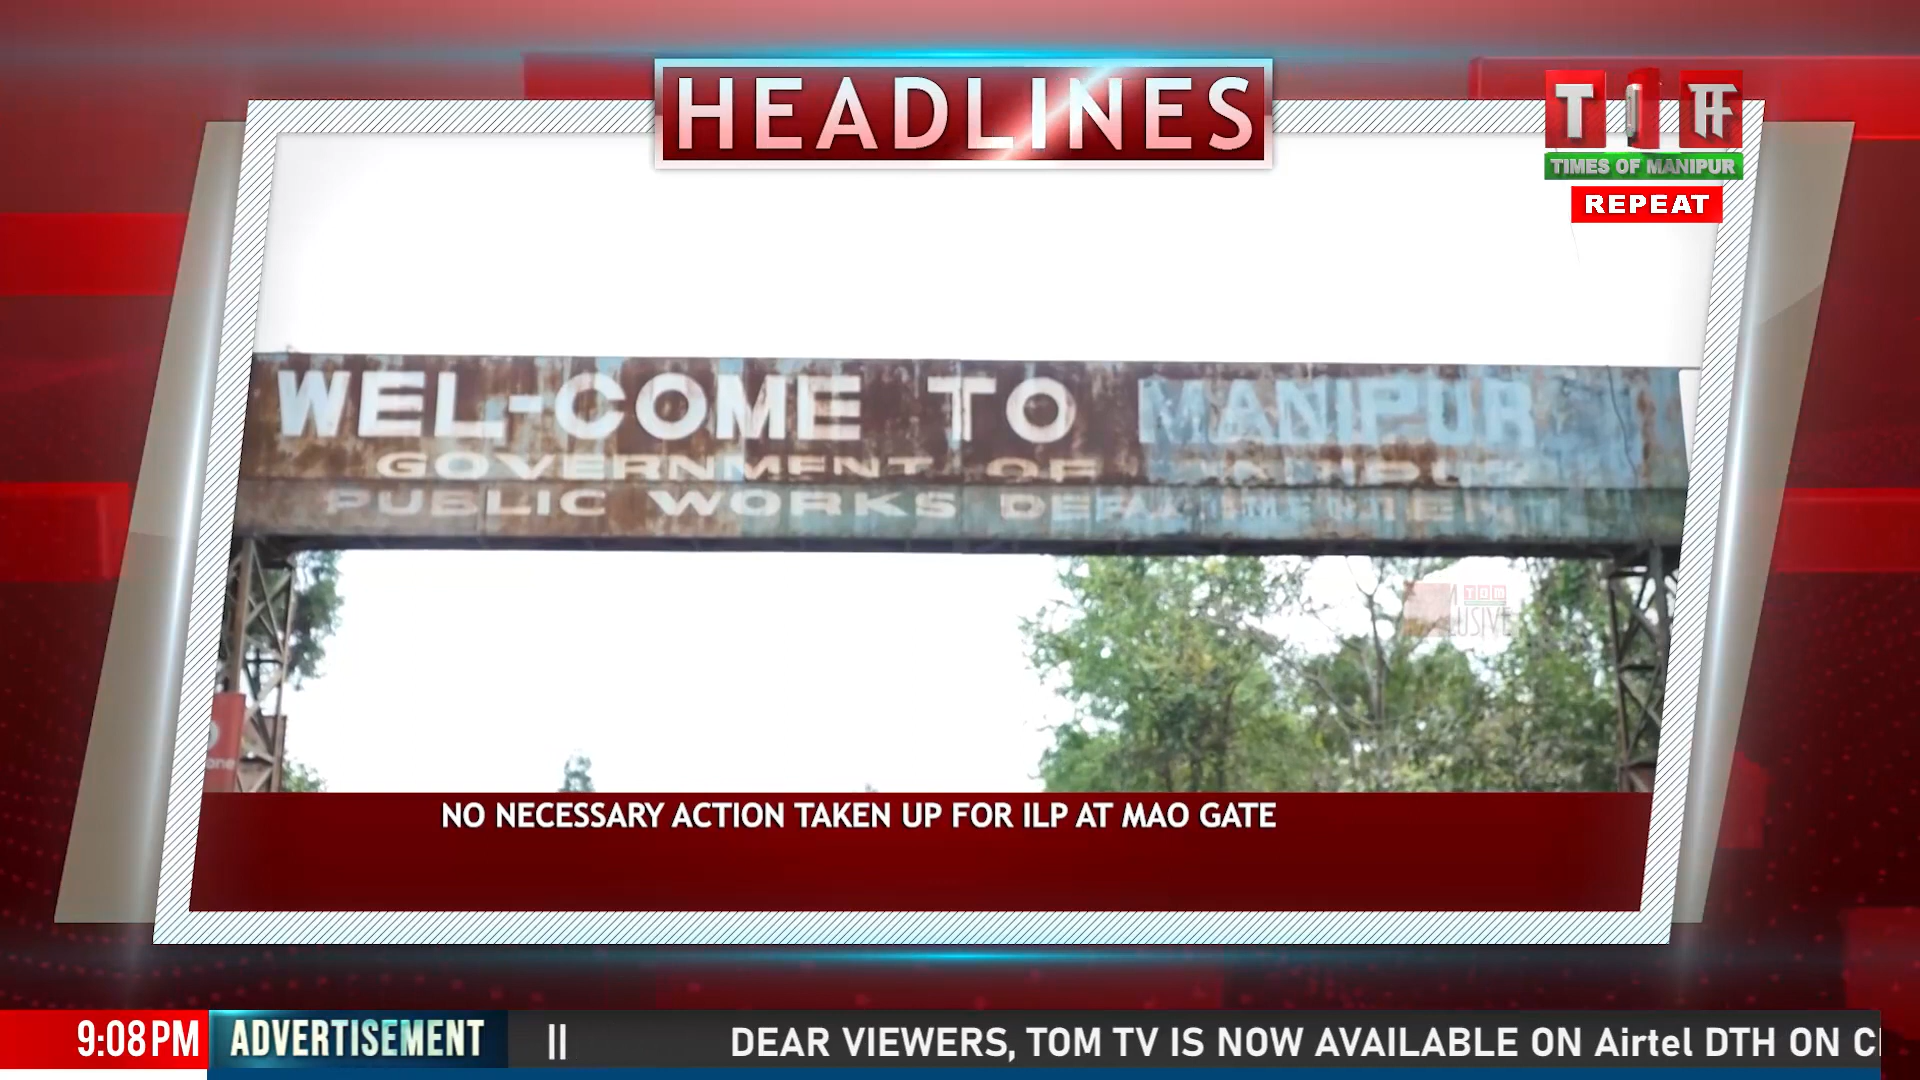 HEADLINES
TIMES OF MANIPUR
REPEAT
WEL-COME TO MANIPUR
GOVERNMENT OF MANIPUR
PUBLIC WORKS DEPARTMENT
NO NECESSARY ACTION TAKEN UP FOR ILP AT MAO GATE
9:08 PM
ADVERTISEMENT
|| DEAR VIEWERS, TOM TV IS NOW AVAILABLE ON Airtel DTH ON